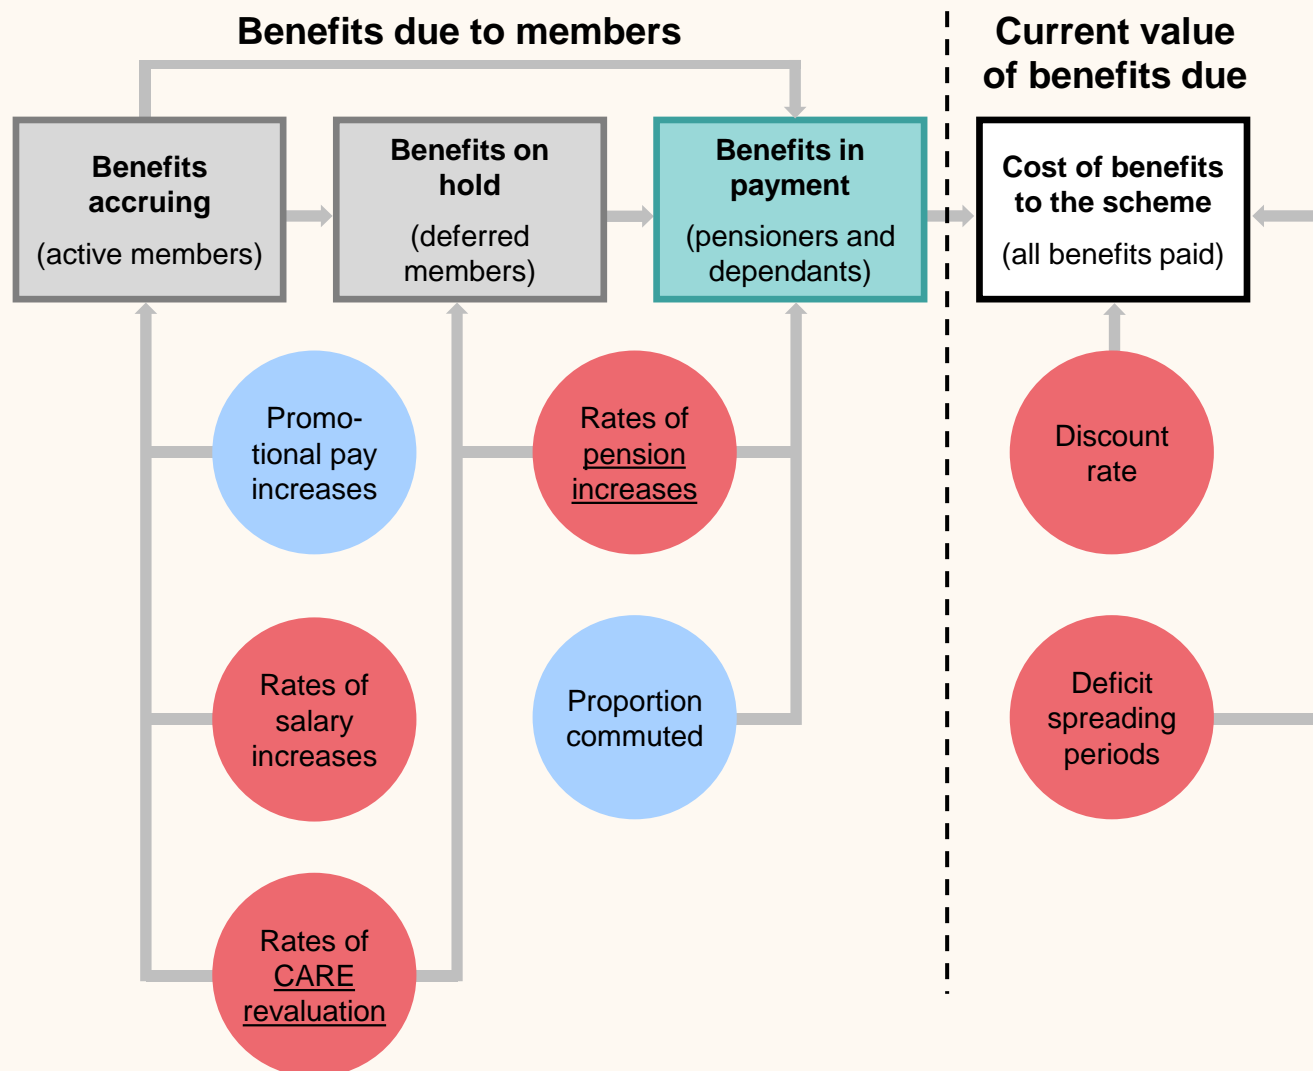 Benefits due to members
Current value
of benefits due
Benefits
accruing
(active members)
Benefits on
hold
(deferred
members)
Benefits in
payment
(pensioners and
dependants)
Cost of benefits
to the scheme
(all benefits paid)
Promo-
tional pay
increases
Rates of
pension
increases
Discount
rate
Rates of
salary
increases
Proportion
commuted
Deficit
spreading
periods
Rates of
CARE
revaluation